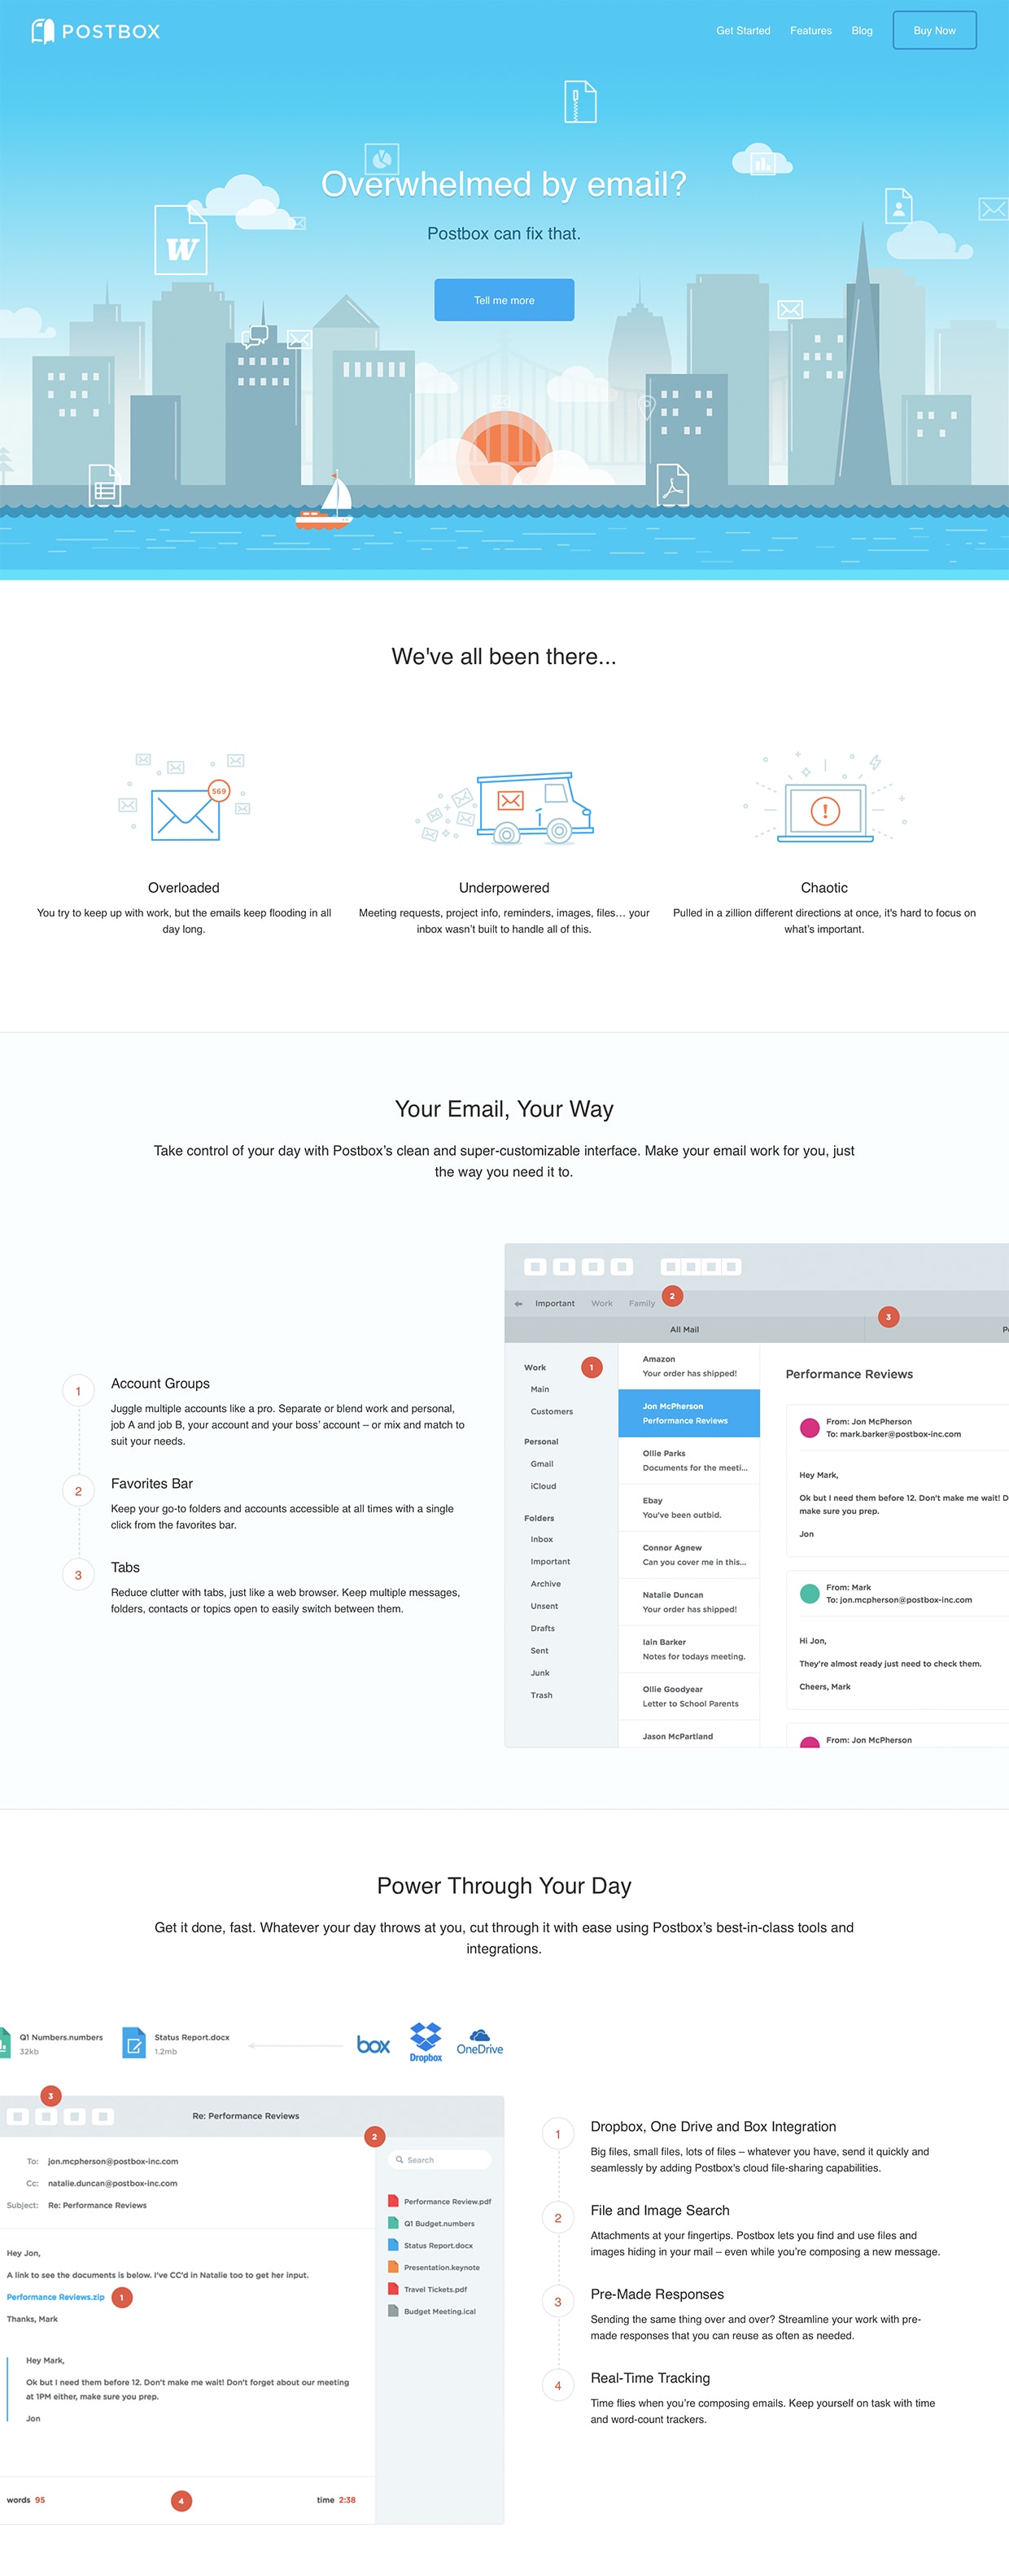 POSTBOX
Get Started
Features
Blog
Buy Now
W
Overwhelmed by email?
Postbox can fix that.
Tell me more
We've all been there...
569
!
Overloaded
You try to keep up with work, but the emails keep flooding in all
day long.
Underpowered
Meeting requests, project info, reminders, images, files… your
inbox wasn't built to handle all of this.
Chaotic
Pulled in a zillion different directions at once, it's hard to focus on
what's important.
Your Email, Your Way
Take control of your day with Postbox's clean and super-customizable interface. Make your email work for you, just
the way you need it to.
1
Account Groups
Juggle multiple accounts like a pro. Separate or blend work and personal,
job A and job B, your account and your boss' account – or mix and match to
suit your needs.
2
Favorites Bar
Keep your go-to folders and accounts accessible at all times with a single
click from the favorites bar.
3
Tabs
Reduce clutter with tabs, just like a web browser. Keep multiple messages,
folders, contacts or topics open to easily switch between them.
Important
Work
Family
2
3
All Mail
P
Work
1
Main
Customers
Personal
Gmail
iCloud
Folders
Inbox
Important
Archive
Unsent
Drafts
Sent
Junk
Trash
Amazon
Your order has shipped!
Jon McPherson
Performance Reviews
Ollie Parks
Documents for the meeti...
Ebay
You've been outbid.
Connor Agnew
Can you cover me in this...
Natalie Duncan
Your order has shipped!
Iain Barker
Notes for todays meeting.
Ollie Goodyear
Letter to School Parents
Jason McPartland
Performance Reviews
From: Jon McPherson
To: mark.barker@postbox-inc.com
Hey Mark,
Ok but I need them before 12. Don't make me wait! D
make sure you prep.
Jon
From: Mark
To: jon.mcpherson@postbox-inc.com
Hi Jon,
They're almost ready just need to check them.
Cheers, Mark
From: Jon McPherson
Power Through Your Day
Get it done, fast. Whatever your day throws at you, cut through it with ease using Postbox's best-in-class tools and
integrations.
Q1 Numbers.numbers
32kb
Status Report.docx
1.2mb
box
Dropbox
OneDrive
3
Re: Performance Reviews
2
To: jon.mcpherson@postbox-inc.com
Cc: natalie.duncan@postbox-inc.com
Subject: Re: Performance Reviews
Hey Jon,
A link to see the documents is below. I've CC'd in Natalie too to get her input.
Performance Reviews.zip
1
Thanks, Mark
Hey Mark,
Ok but I need them before 12. Don't make me wait! Don't forget about our meeting
at 1PM either, make sure you prep.
Jon
words 95
4
time 2:38
Search
Performance Review.pdf
Q1 Budget.numbers
Status Report.docx
Presentation.keynote
Travel Tickets.pdf
Budget Meeting.ical
1
Dropbox, One Drive and Box Integration
Big files, small files, lots of files – whatever you have, send it quickly and
seamlessly by adding Postbox's cloud file-sharing capabilities.
2
File and Image Search
Attachments at your fingertips. Postbox lets you find and use files and
images hiding in your mail – even while you're composing a new message.
3
Pre-Made Responses
Sending the same thing over and over? Streamline your work with pre-
made responses that you can reuse as often as needed.
4
Real-Time Tracking
Time flies when you're composing emails. Keep yourself on task with time
and word-count trackers.